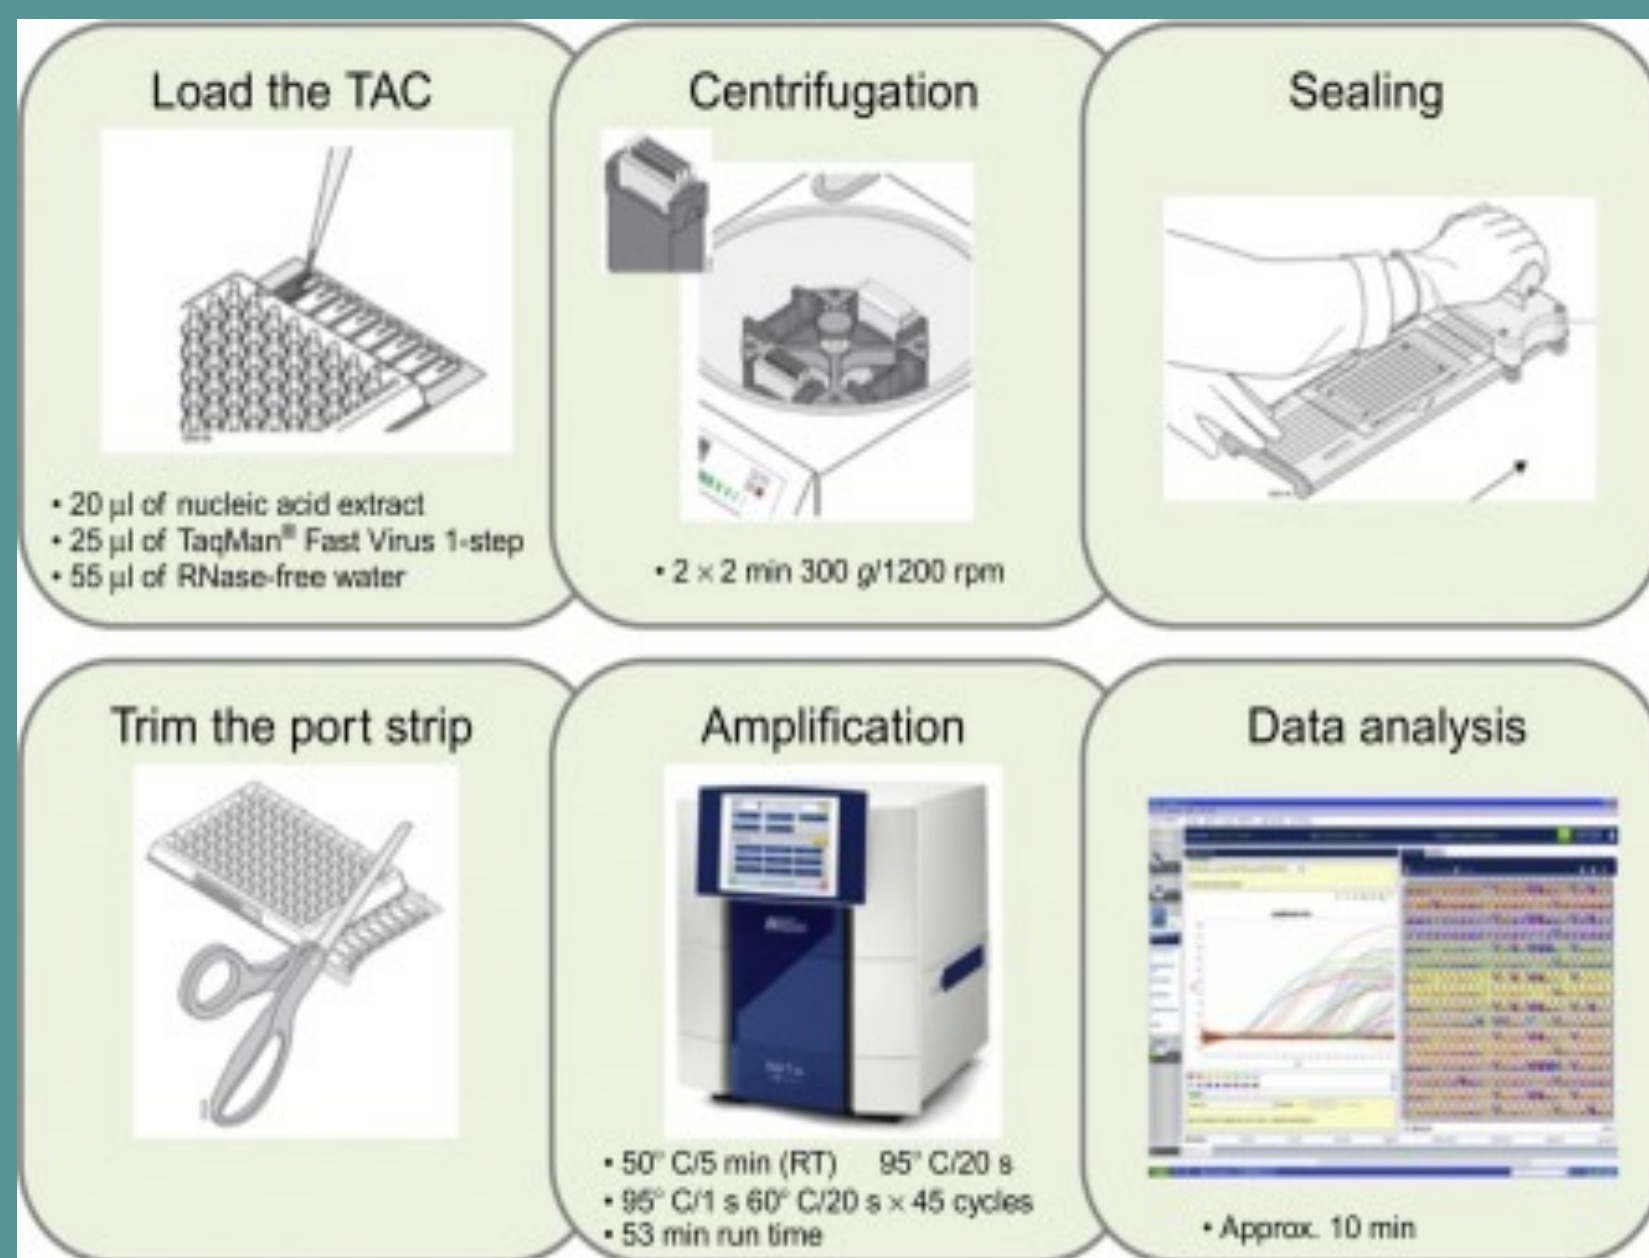 Load the TAC
• 20 µl of nucleic acid extract
• 25 µl of TaqMan® Fast Virus 1-step
• 55 µl of RNase-free water
Centrifugation
• 2 × 2 min 300 g/1200 rpm
Sealing
Trim the port strip
Amplification
• 50° C/5 min (RT) 95° C/20 s
• 95° C/1 s 60° C/20 s × 45 cycles
• 53 min run time
Data analysis
• Approx. 10 min